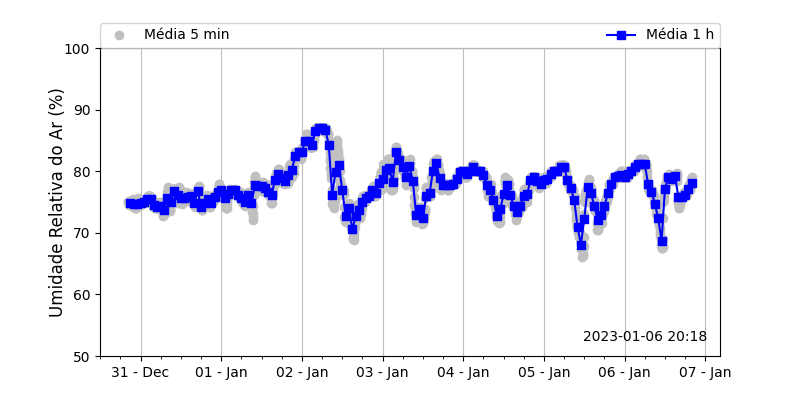 Média 5 min Média 1 h
Umidade Relativa do Ar (%)
100
90
80
70
60
50
2023-01-06 20:18
31 - Dec 01 - Jan 02 - Jan 03 - Jan 04 - Jan 05 - Jan 06 - Jan 07 - Jan